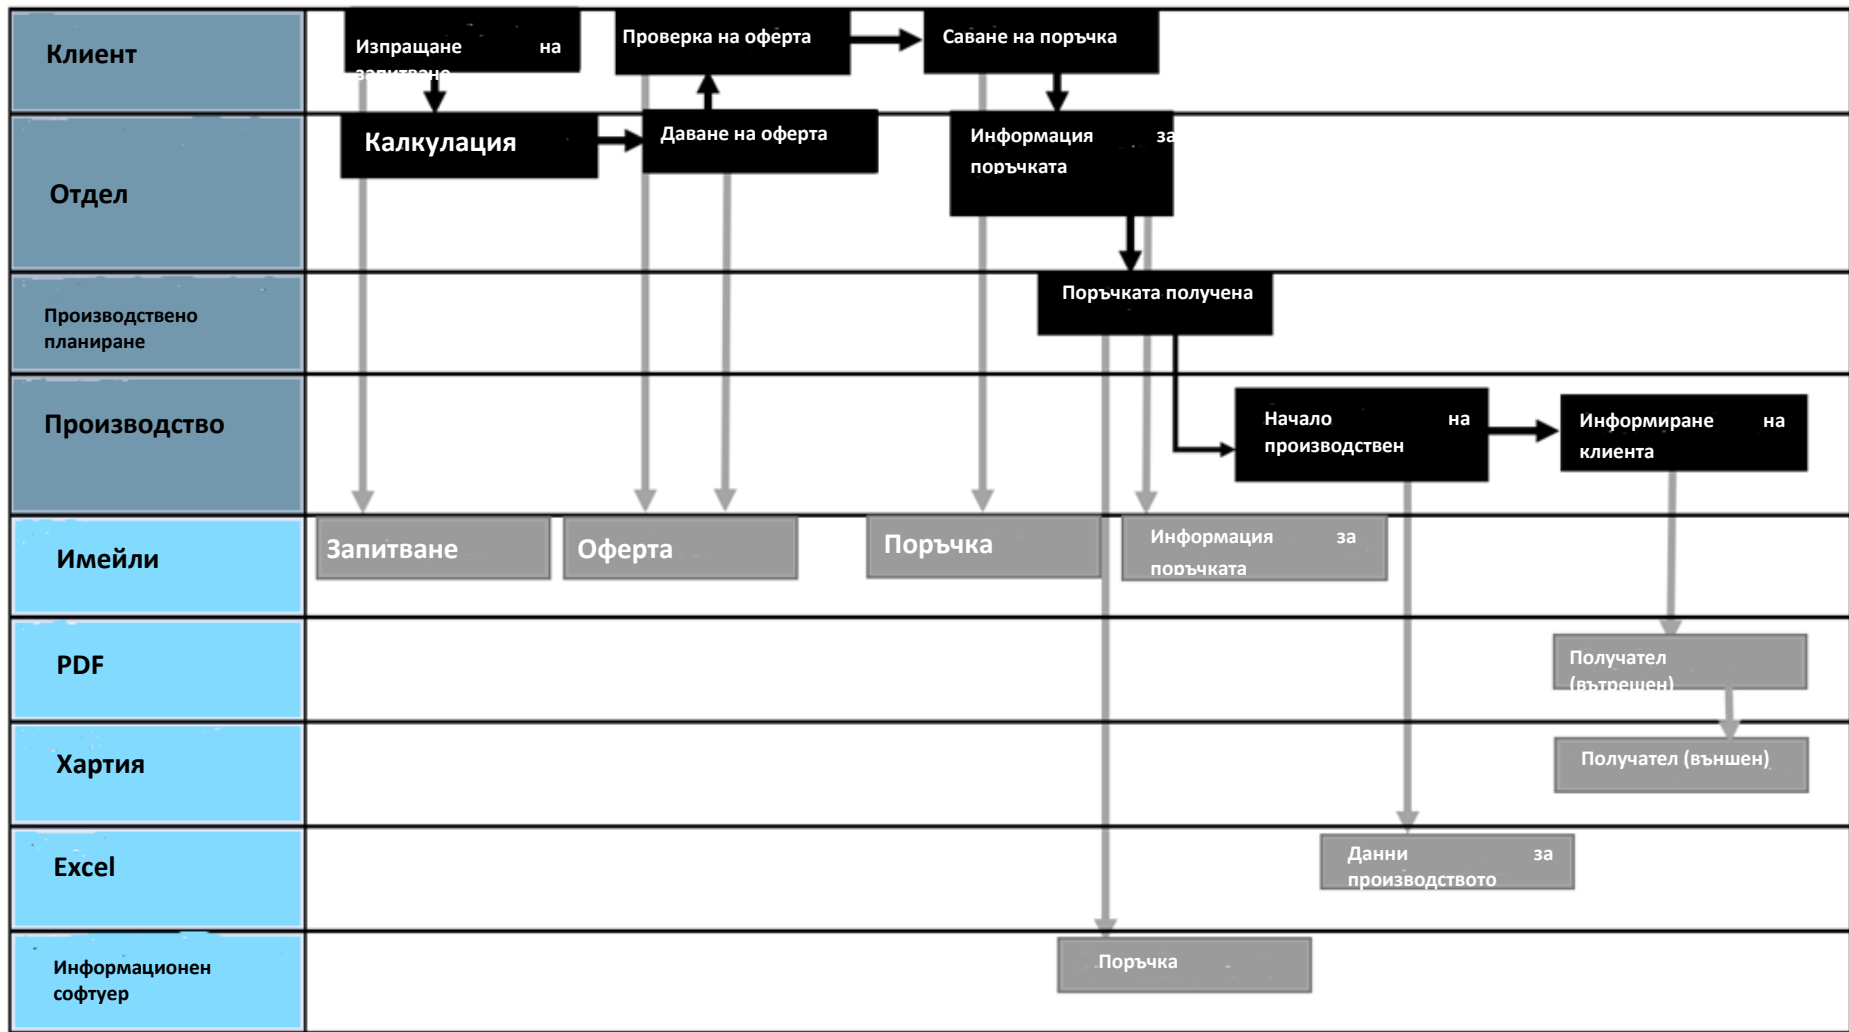 Клиент
Изпращане на
запитване
Проверка на оферта
Саване на поръчка
Отдел
Калкулация
Даване на оферта
Информация за
поръчката
Производствено
планиране
Поръчката получена
Производство
Начало на
производствен
Информиране на
клиента
Имейли
Запитване
Оферта
Поръчка
Информация за
поръчката
PDF
Получател
(вътрешен)
Хартия
Получател (външен)
Excel
Данни за
производството
Информационен
софтуер
Поръчка